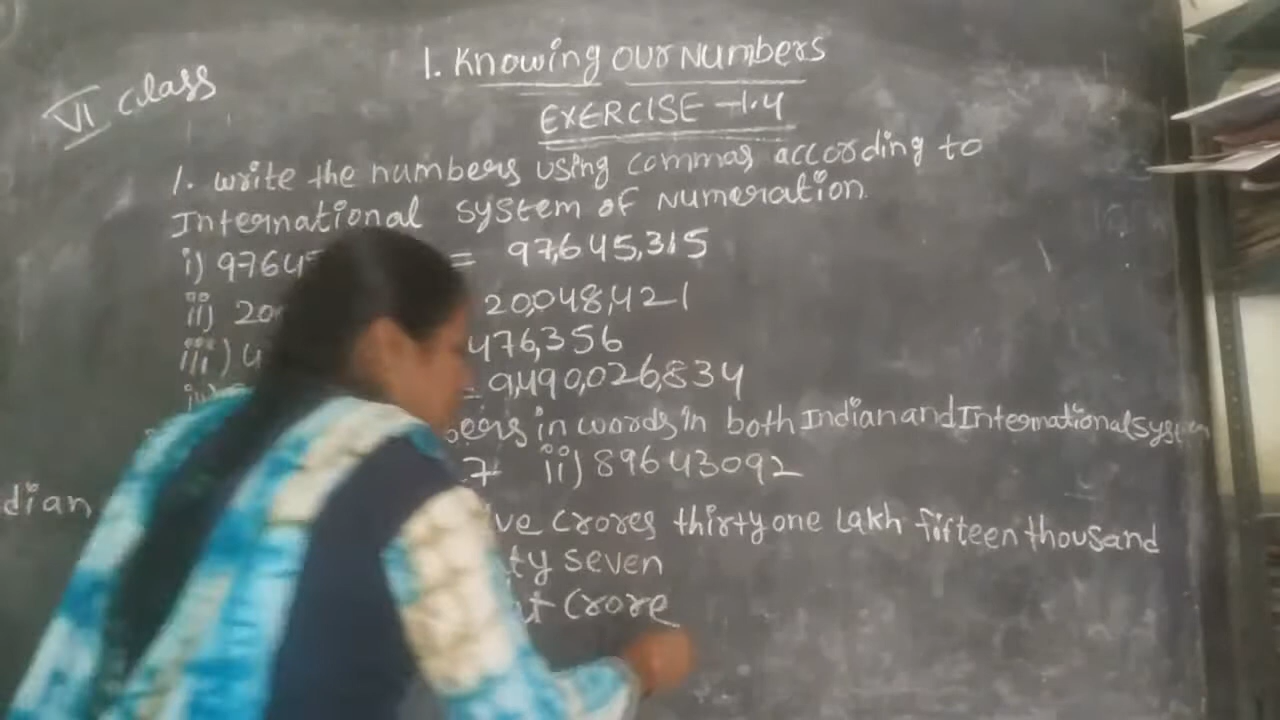 VI Class
1. Knowing Our Numbers
EXERCISE - 1.4
1. Write the numbers using commas according to
International system of Numeration.
i) 9764 = 97,645,315
ii) 20 20,048,421
iii) 4 476,356
= 9,490,026,834
bers in words in both Indian and International System
7 ii) 89643092
dian
ve Crores thirty one lakh fifteen thousand
ty seven
ht Crore